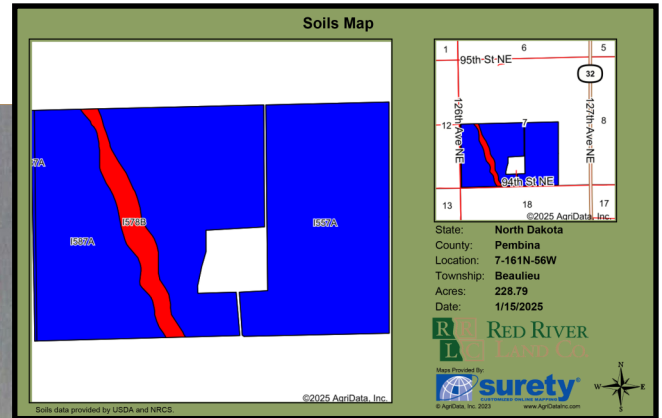 Soils Map
I578B
I587A
I557A
©2025 AgriData, Inc.
Soils data provided by USDA and NRCS.
1
6
5
95th-St-NE
32
126th Ave NE
127th Ave NE
12
7
8
94th St NE
13
18
17
©2025 AgriData, Inc.
State: North Dakota
County: Pembina
Location: 7-161N-56W
Township: Beaulieu
Acres: 228.79
Date: 1/15/2025
RED RIVER
LAND CO
Maps Provided By:
surety®
CUSTOMIZED ONLINE MAPPING
© AgriData, Inc. 2023
www.AgriDataInc.com
N
W
E
S